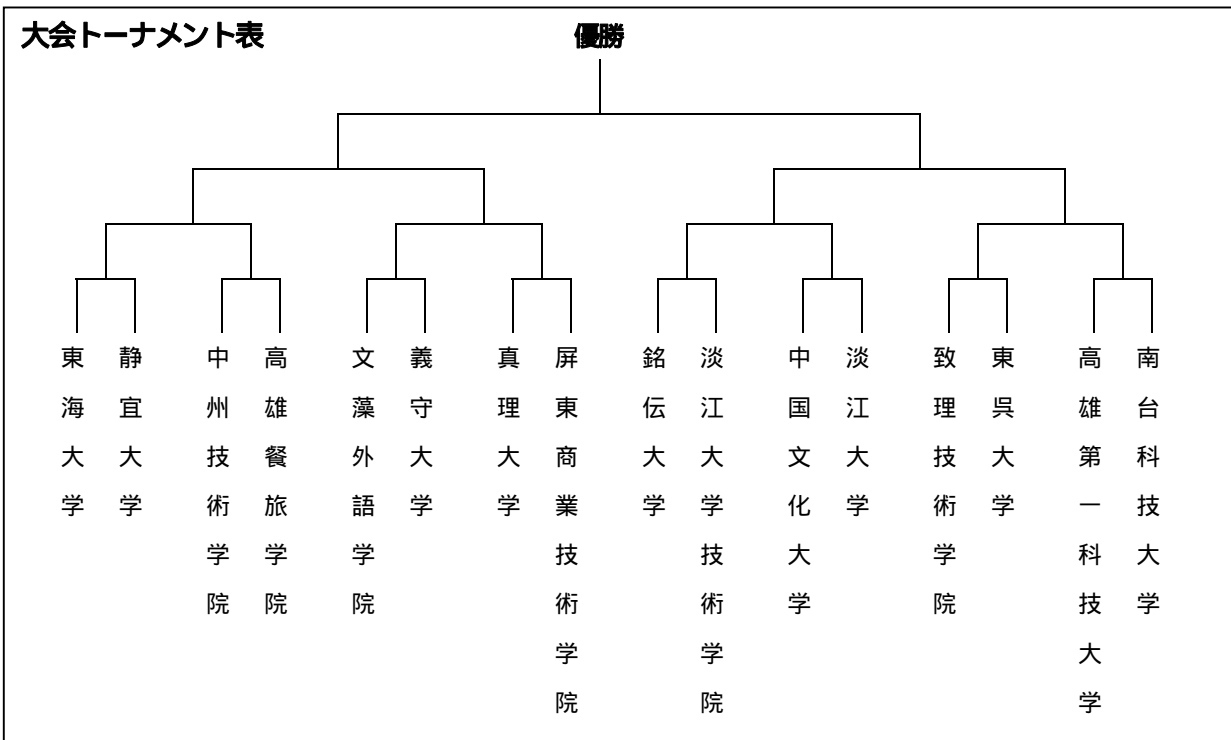 大会トーナメント表
優勝
東海大学
静宜大学
中州技術学院
高雄餐旅学院
文藻外語学院
義守大学
真理大学
屏東商業技術学院
銘伝大学
淡江大学技術学院
中国文化大学
淡江大学
致理技術学院
東呉大学
高雄第一科技大学
南台科技大学